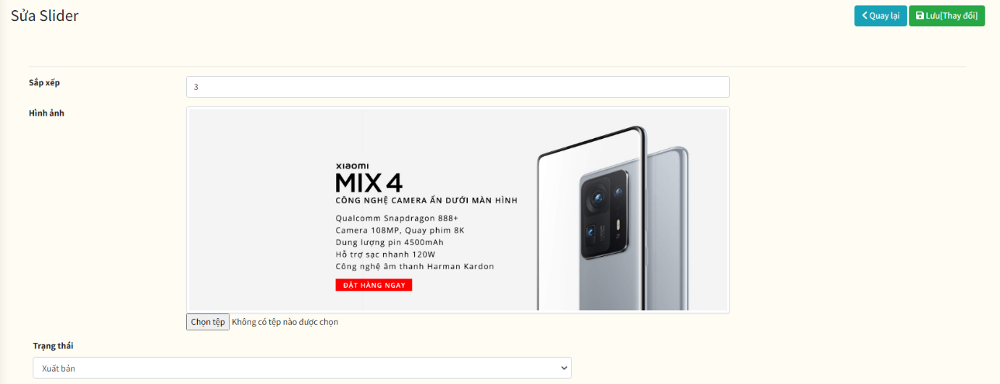 Sửa Slider
Quay lại
Lưu[Thay đổi]
Sắp xếp
3
Hình ảnh
xiaomi
MIX 4
CÔNG NGHỆ CAMERA ẨN DƯỚI MÀN HÌNH
Qualcomm Snapdragon 888+
Camera 108MP, Quay phim 8K
Dung lượng pin 4500mAh
Hỗ trợ sạc nhanh 120W
Công nghệ âm thanh Harman Kardon
ĐẶT HÀNG NGAY
Chọn tệp Không có tệp nào được chọn
Trạng thái
Xuất bản